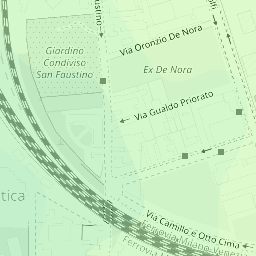 Via Oronzio De Nora
Giardino
Condiviso
San Faustino
Ex De Nora
Via Gualdo Priorato
Via Camillo e Otto Cima
Ferrovia Milano-Venezia